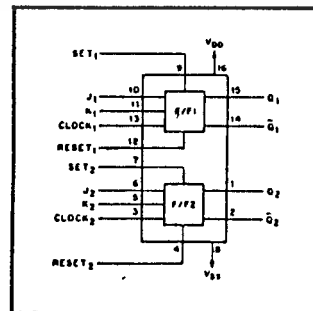 SET1
VDD
9 16
J1 10 15 Q1
K1 11 F/F1
CLOCK1 13 14 Q̄1
RESET1 12
SET2 7
J2 6 1 Q2
K2 5 F/F2
CLOCK2 3 2 Q̄2
4 8
RESET2
VSS